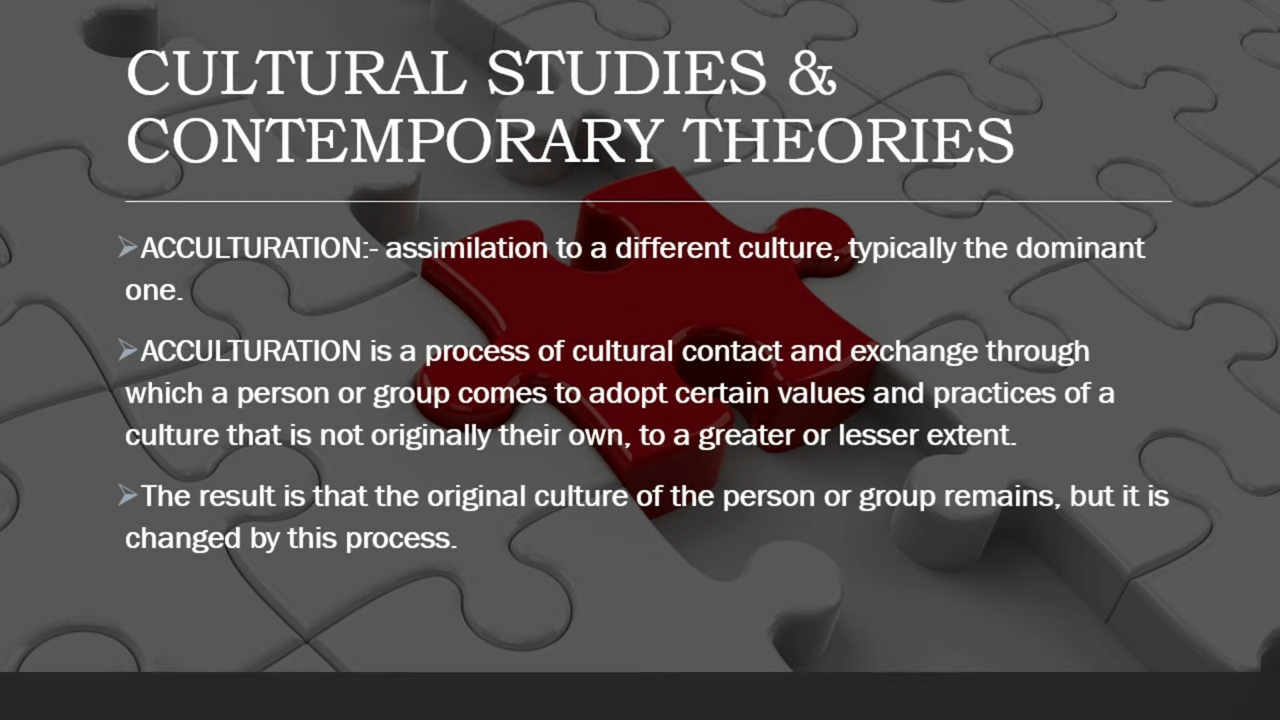 CULTURAL STUDIES &
CONTEMPORARY THEORIES
➢ACCULTURATION:- assimilation to a different culture, typically the dominant
one.
➢ACCULTURATION is a process of cultural contact and exchange through
which a person or group comes to adopt certain values and practices of a
culture that is not originally their own, to a greater or lesser extent.
➢The result is that the original culture of the person or group remains, but it is
changed by this process.